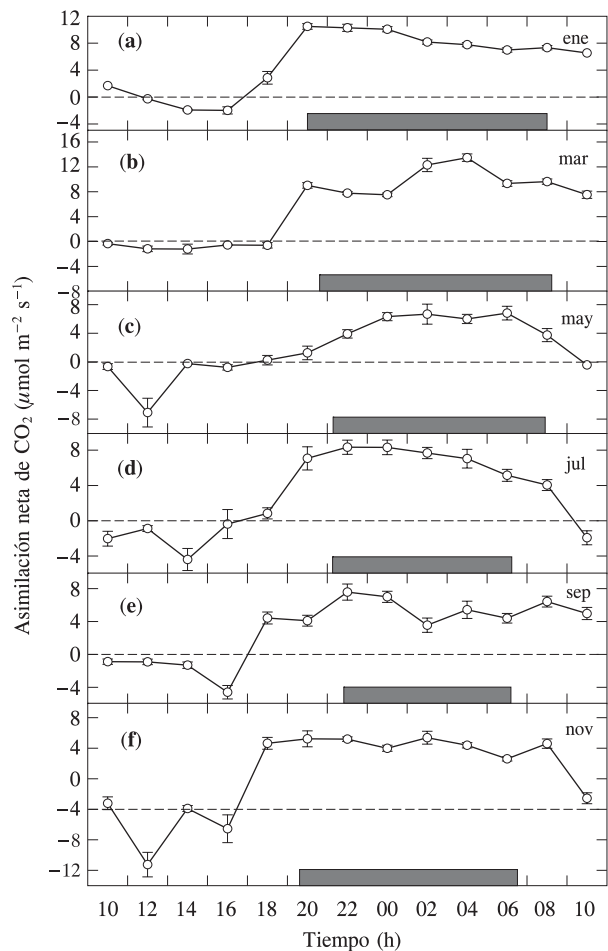 Asimilación neta de CO₂ (μmol m⁻² s⁻¹)
12
(a)
ene
8
4
0
−4
16
(b)
mar
12
8
4
0
−4
−8
8
(c)
may
4
0
−4
−8
8
(d)
jul
4
0
−4
8
(e)
sep
4
0
−4
8
(f)
nov
4
0
−4
−8
−12
10 12 14 16 18 20 22 00 02 04 06 08 10
Tiempo (h)